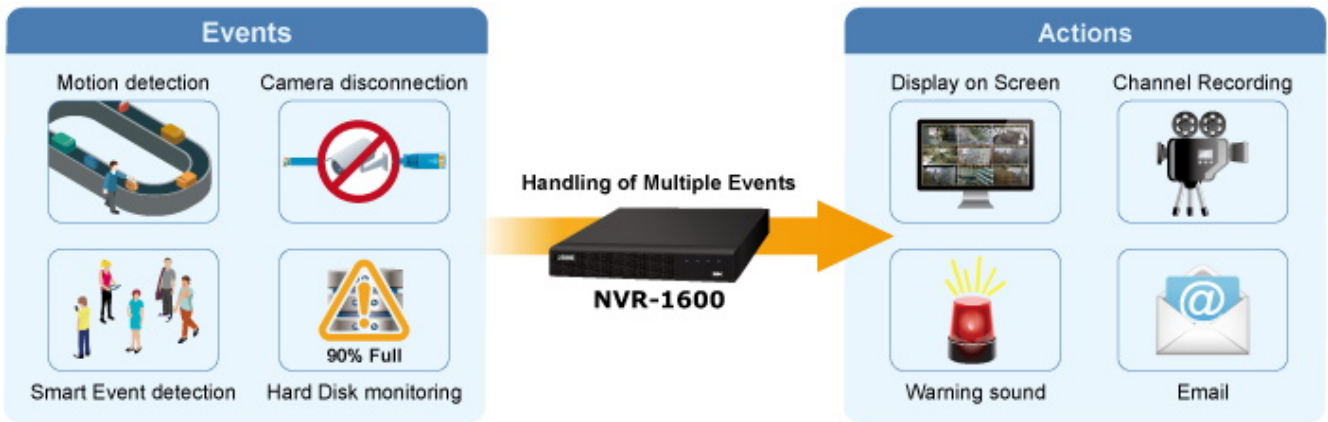 Events
Motion detection
Camera disconnection
Smart Event detection
90% Full
Hard Disk monitoring
Handling of Multiple Events
NVR-1600
Actions
Display on Screen
Channel Recording
@
Warning sound
Email